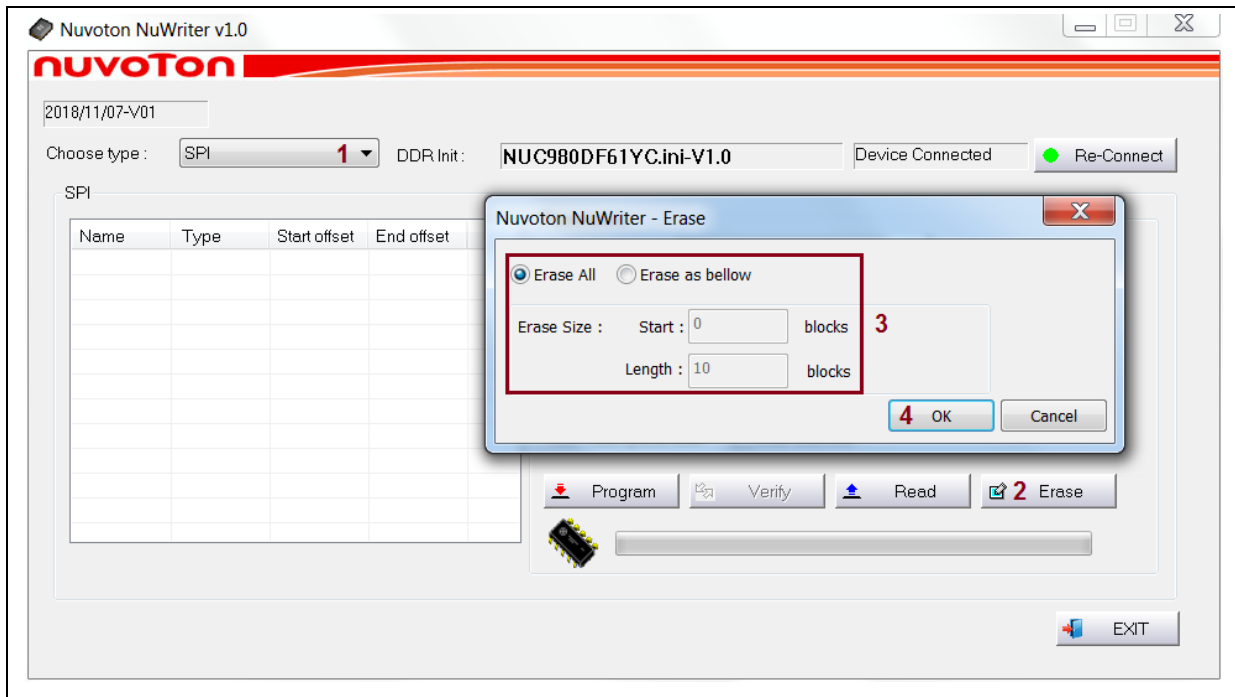 Nuvoton NuWriter v1.0
nuvoTon
2018/11/07-V01
Choose type : SPI 1 DDR Init : NUC980DF61YC.ini-V1.0 Device Connected Re-Connect
SPI
Name Type Start offset End offset
Nuvoton NuWriter - Erase
Erase All Erase as bellow
Erase Size : Start : 0 blocks 3
Length : 10 blocks
4 OK Cancel
Program Verify Read 2 Erase
EXIT